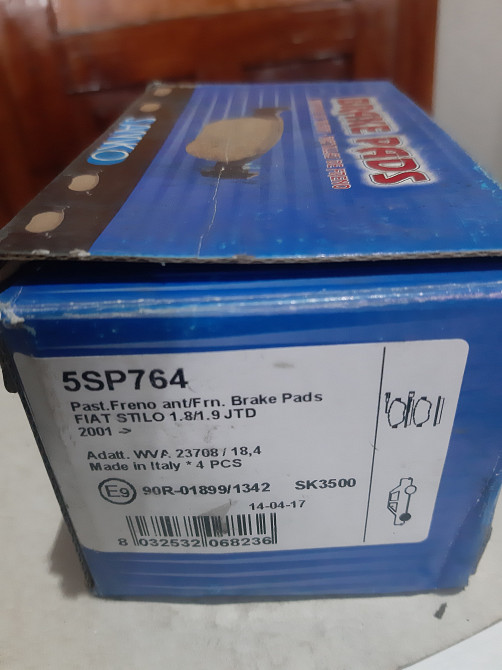 BRAKE PADS
5SP764
Past.Freno ant/Frn. Brake Pads
FIAT STILO 1.8/1.9 JTD
2001 ->
Adatt. WVA 23708 / 18,4
Made in Italy * 4 PCS
E9 90R-01899/1342 SK3500
14-04-17
8 032532 068236